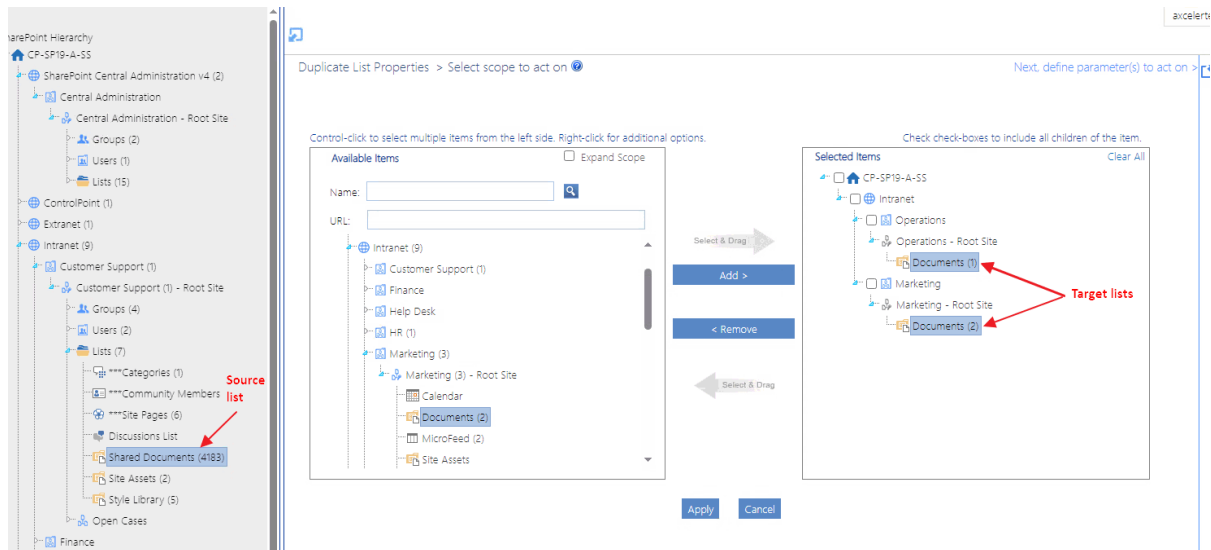 axcelerte
arePoint Hierarchy
CP-SP19-A-SS
SharePoint Central Administration v4 (2)
Central Administration
Central Administration - Root Site
Groups (2)
Users (1)
Lists (15)
ControlPoint (1)
Extranet (1)
Intranet (9)
Customer Support (1)
Customer Support (1) - Root Site
Groups (4)
Users (2)
Lists (7)
***Categories (1)
***Community Members
***Site Pages (6)
Discussions List
Shared Documents (4183)
Site Assets (2)
Style Library (5)
Open Cases
Finance
Source
list
Duplicate List Properties > Select scope to act on
Next, define parameter(s) to act on >
Control-click to select multiple items from the left side. Right-click for additional options.
Check check-boxes to include all children of the item.
Available Items
Expand Scope
Name:
URL:
Intranet (9)
Customer Support (1)
Finance
Help Desk
HR (1)
Marketing (3)
Marketing (3) - Root Site
Calendar
Documents (2)
MicroFeed (2)
Site Assets
Select & Drag
Add >
< Remove
Select & Drag
Selected Items
Clear All
CP-SP19-A-SS
Intranet
Operations
Operations - Root Site
Documents (1)
Marketing
Marketing - Root Site
Documents (2)
Target lists
Apply
Cancel